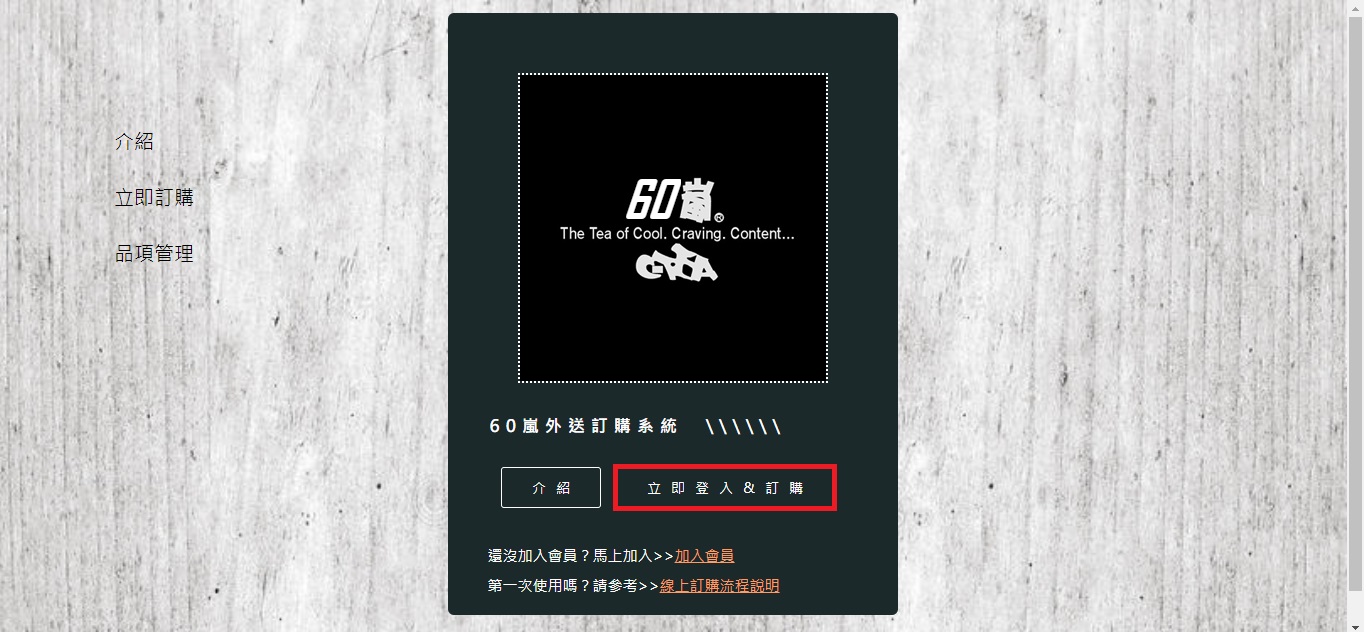 介紹
立即訂購
品項管理
60嵐®
The Tea of Cool. Craving. Content...
60嵐外送訂購系統 \\\\\\
介紹
立即登入&訂購
還沒加入會員？馬上加入>>加入會員
第一次使用嗎？請參考>>線上訂購流程說明